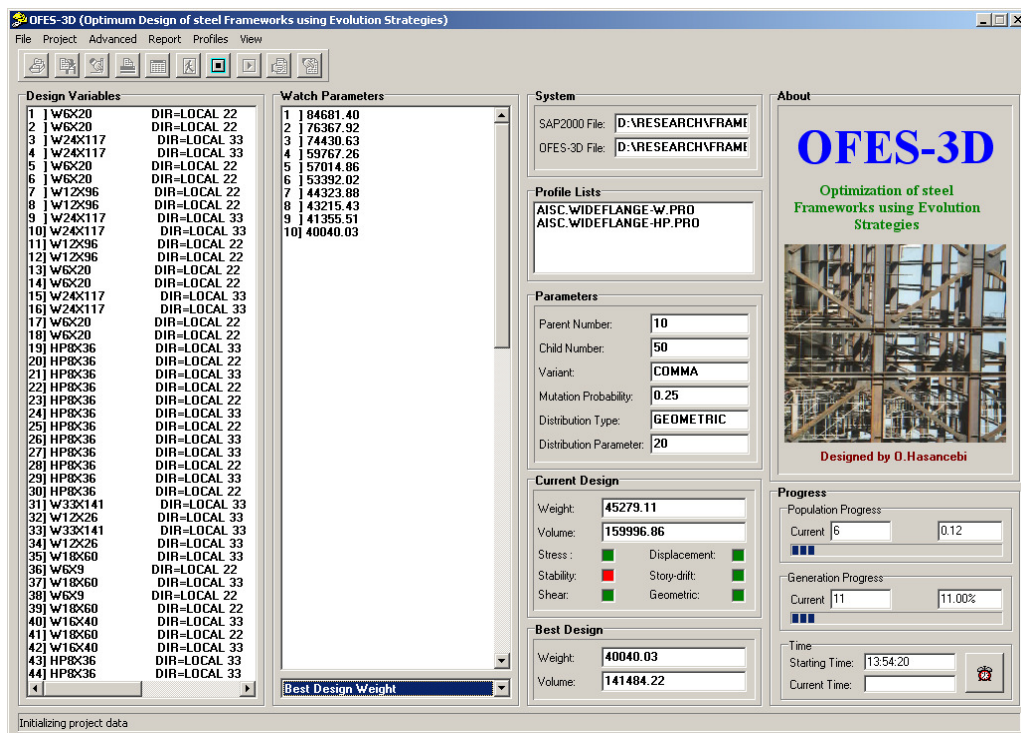 OFES-3D (Optimum Design of steel Frameworks using Evolution Strategies)
File Project Advanced Report Profiles View
Design Variables
1 ] W6X20 DIR=LOCAL 22
2 ] W6X20 DIR=LOCAL 22
3 ] W24X117 DIR=LOCAL 33
4 ] W24X117 DIR=LOCAL 33
5 ] W6X20 DIR=LOCAL 22
6 ] W6X20 DIR=LOCAL 22
7 ] W12X96 DIR=LOCAL 22
8 ] W12X96 DIR=LOCAL 22
9 ] W24X117 DIR=LOCAL 33
10] W24X117 DIR=LOCAL 33
11] W12X96 DIR=LOCAL 22
12] W12X96 DIR=LOCAL 22
13] W6X20 DIR=LOCAL 22
14] W6X20 DIR=LOCAL 22
15] W24X117 DIR=LOCAL 33
16] W24X117 DIR=LOCAL 33
17] W6X20 DIR=LOCAL 22
18] W6X20 DIR=LOCAL 22
19] HP8X36 DIR=LOCAL 33
20] HP8X36 DIR=LOCAL 22
21] HP8X36 DIR=LOCAL 33
22] HP8X36 DIR=LOCAL 22
23] HP8X36 DIR=LOCAL 22
24] HP8X36 DIR=LOCAL 33
25] HP8X36 DIR=LOCAL 22
26] HP8X36 DIR=LOCAL 33
27] HP8X36 DIR=LOCAL 33
28] HP8X36 DIR=LOCAL 22
29] HP8X36 DIR=LOCAL 33
30] HP8X36 DIR=LOCAL 22
31] W33X141 DIR=LOCAL 33
32] W12X26 DIR=LOCAL 33
33] W33X141 DIR=LOCAL 33
34] W12X26 DIR=LOCAL 33
35] W18X60 DIR=LOCAL 33
36] W6X9 DIR=LOCAL 22
37] W18X60 DIR=LOCAL 33
38] W6X9 DIR=LOCAL 22
39] W18X60 DIR=LOCAL 22
40] W16X40 DIR=LOCAL 33
41] W18X60 DIR=LOCAL 22
42] W16X40 DIR=LOCAL 33
43] HP8X36 DIR=LOCAL 33
44] HP8X36 DIR=LOCAL 33
Watch Parameters
1 ] 84681.40
2 ] 76367.92
3 ] 74430.63
4 ] 59767.26
5 ] 57014.86
6 ] 53392.02
7 ] 44323.88
8 ] 43215.43
9 ] 41355.51
10] 40040.03
Best Design Weight
System
SAP2000 File: D:\RESEARCH\FRAME
OFES-3D File: D:\RESEARCH\FRAME
Profile Lists
AISC.WIDEFLANGE-W.PRO
AISC.WIDEFLANGE-HP.PRO
Parameters
Parent Number: 10
Child Number: 50
Variant: COMMA
Mutation Probability: 0.25
Distribution Type: GEOMETRIC
Distribution Parameter: 20
Current Design
Weight: 45279.11
Volume: 159996.86
Stress : Displacement:
Stability: Story-drift:
Shear: Geometric:
Best Design
Weight: 40040.03
Volume: 141484.22
About
OFES-3D
Optimization of steel
Frameworks using Evolution
Strategies
Designed by O.Hasancebi
Progress
Population Progress
Current 6 0.12
Generation Progress
Current 11 11.00%
Time
Starting Time: 13:54:20
Current Time:
Initializing project data